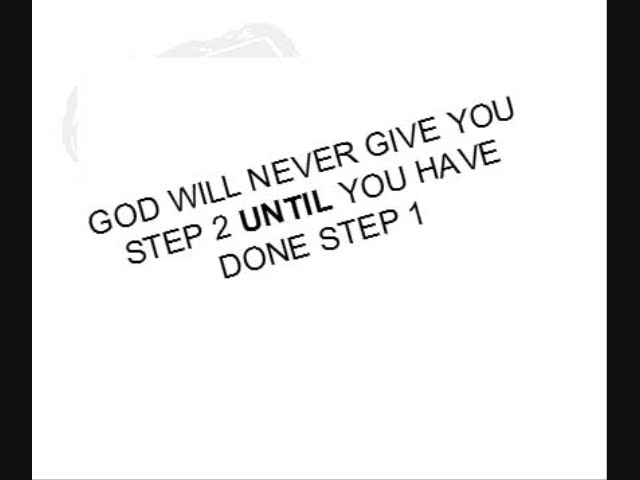 GOD WILL NEVER GIVE YOU
STEP 2 UNTIL YOU HAVE
DONE STEP 1